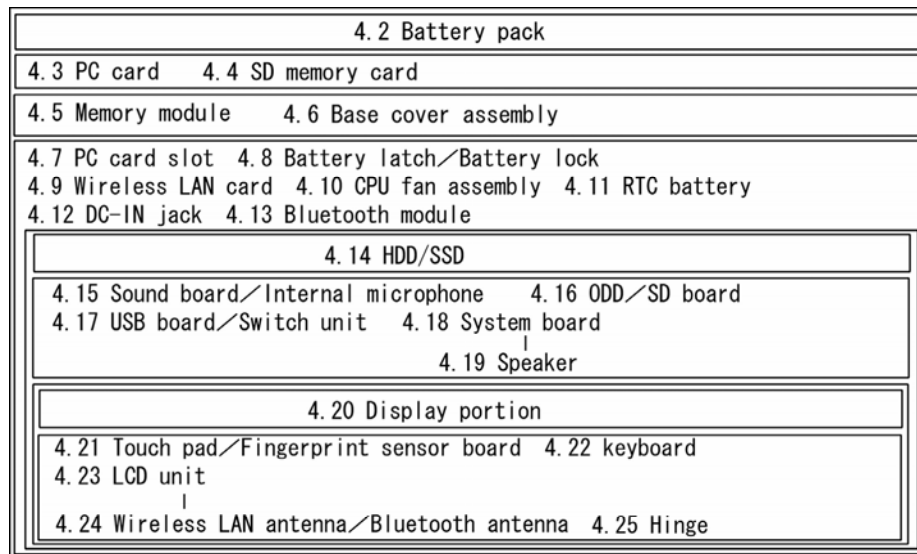 4.2 Battery pack
4.3 PC card 4.4 SD memory card
4.5 Memory module 4.6 Base cover assembly
4.7 PC card slot 4.8 Battery latch／Battery lock
4.9 Wireless LAN card 4.10 CPU fan assembly 4.11 RTC battery
4.12 DC-IN jack 4.13 Bluetooth module
4.14 HDD/SSD
4.15 Sound board／Internal microphone 4.16 ODD／SD board
4.17 USB board／Switch unit 4.18 System board
4.19 Speaker
4.20 Display portion
4.21 Touch pad／Fingerprint sensor board 4.22 keyboard
4.23 LCD unit
4.24 Wireless LAN antenna／Bluetooth antenna 4.25 Hinge